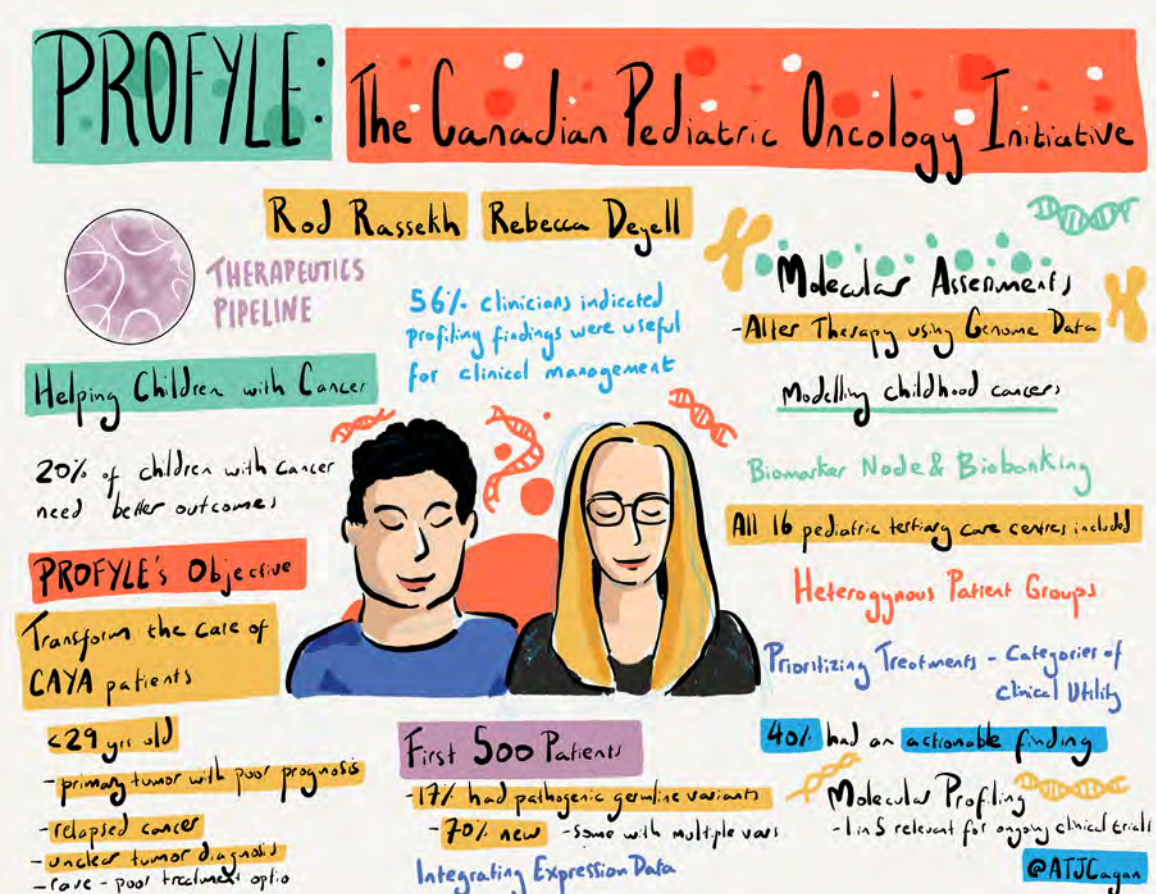 PROFYLE:
The Canadian Pediatric Oncology Initiative
Rod Rassekh
Rebecca Deyell
THERAPEUTICS
PIPELINE
Helping Children with Cancer
20% of children with cancer
need better outcomes
PROFYLE's Objective
Transform the care of
CAYA patients
<29 yrs old
- primary tumor with poor prognosis
- relapsed cancer
- unclear tumor diagnosis
- rare - poor treatment optio
56% clinicians indicated
profiling findings were useful
for clinical management
First 500 Patients
- 17% had pathogenic germline variants
- 70% new - some with multiple vars
Integrating Expression Data
Molecular Assessments
- Alter Therapy using Genome Data
Modelling childhood cancers
Biomarker Node & Biobanking
All 16 pediatric tertiary care centres included
Heterogynous Patient Groups
Prioritizing Treatments - Categories of
Clinical Utility
40% had an actionable finding
Molecular Profiling
- 1 in 5 relevant for ongoing clinical trials
@ATJCagan